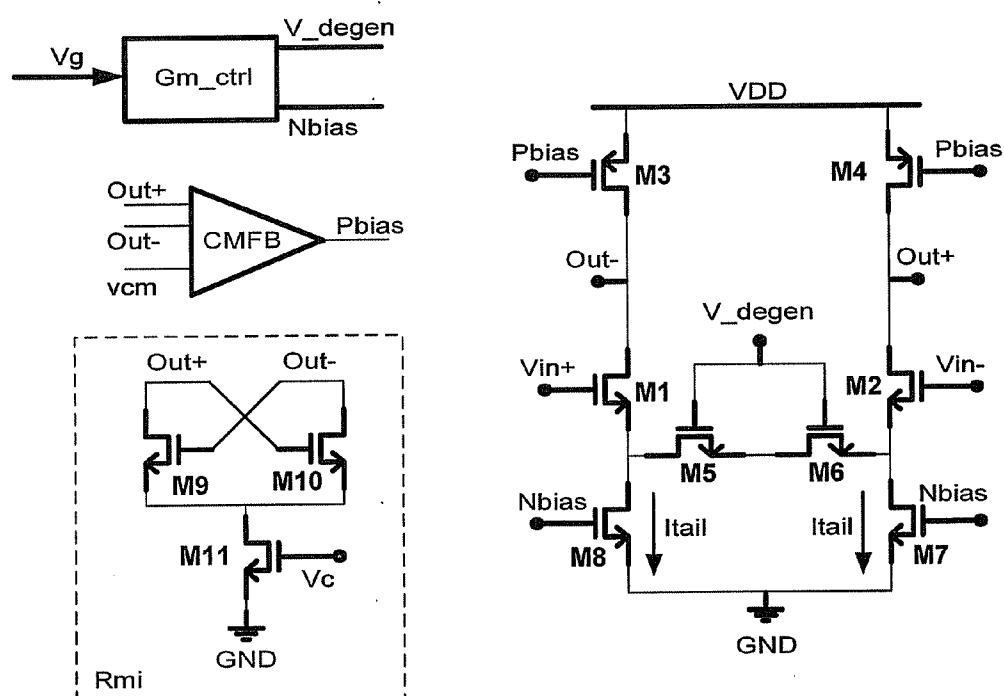 V_degen
Vg
Gm_ctrl
Nbias
Out+
Out-
vcm
CMFB
Pbias
Out+
Out-
M9
M10
M11
Vc
GND
Rmi
VDD
Pbias
M3
M4
Pbias
Out-
Out+
V_degen
Vin+
M1
M2
Vin-
M5
M6
Nbias
M8
Itail
Itail
Nbias
M7
GND